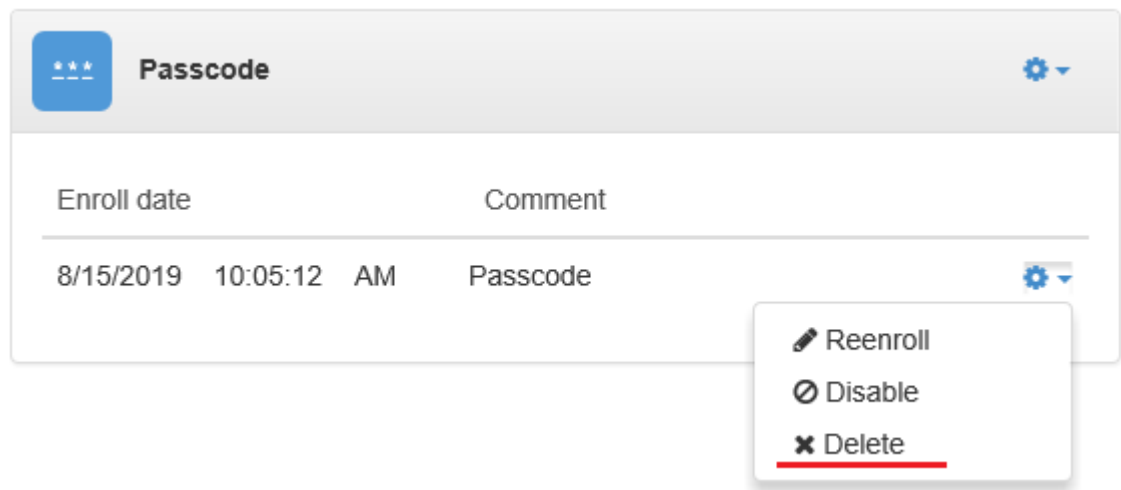 Passcode
Enroll date Comment
8/15/2019 10:05:12 AM Passcode
Reenroll
Disable
Delete